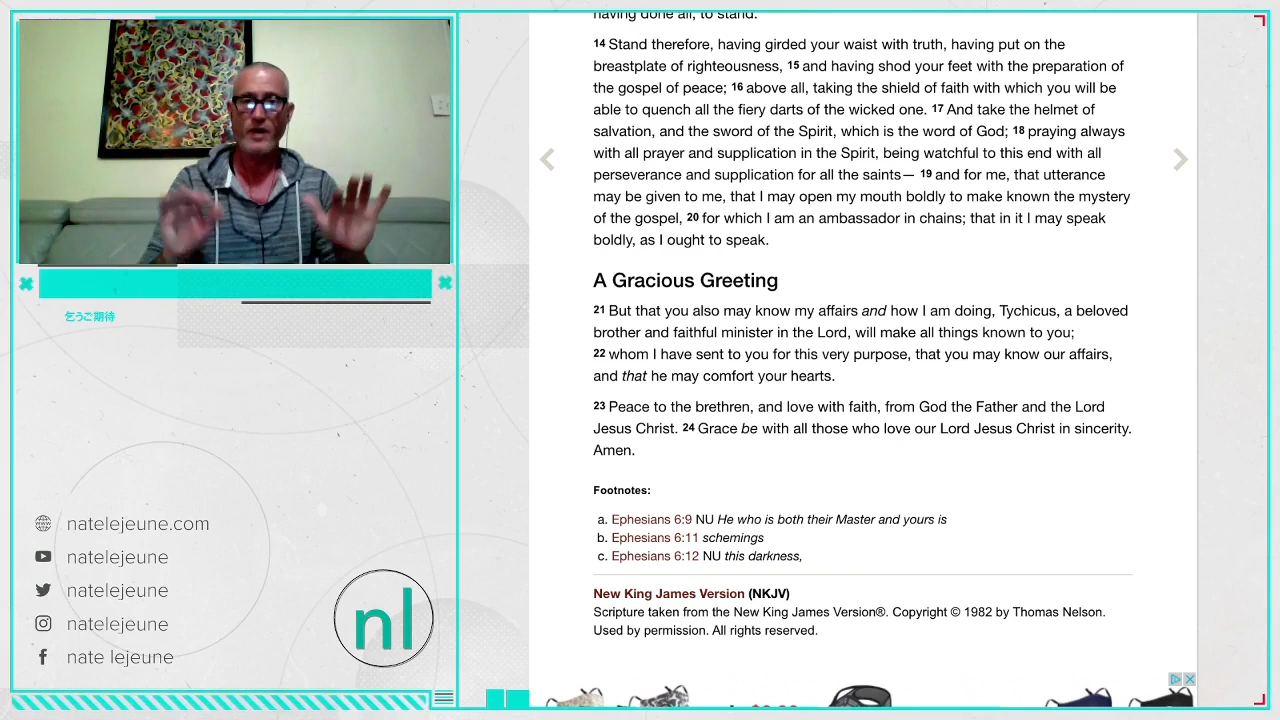 having done all, to stand.
14 Stand therefore, having girded your waist with truth, having put on the
breastplate of righteousness, 15 and having shod your feet with the preparation of
the gospel of peace; 16 above all, taking the shield of faith with which you will be
able to quench all the fiery darts of the wicked one. 17 And take the helmet of
salvation, and the sword of the Spirit, which is the word of God; 18 praying always
with all prayer and supplication in the Spirit, being watchful to this end with all
perseverance and supplication for all the saints— 19 and for me, that utterance
may be given to me, that I may open my mouth boldly to make known the mystery
of the gospel, 20 for which I am an ambassador in chains; that in it I may speak
boldly, as I ought to speak.
A Gracious Greeting
21 But that you also may know my affairs and how I am doing, Tychicus, a beloved
brother and faithful minister in the Lord, will make all things known to you;
22 whom I have sent to you for this very purpose, that you may know our affairs,
and that he may comfort your hearts.
23 Peace to the brethren, and love with faith, from God the Father and the Lord
Jesus Christ. 24 Grace be with all those who love our Lord Jesus Christ in sincerity.
Amen.
Footnotes:
a. Ephesians 6:9 NU He who is both their Master and yours is
b. Ephesians 6:11 schemings
c. Ephesians 6:12 NU this darkness,
New King James Version (NKJV)
Scripture taken from the New King James Version®. Copyright © 1982 by Thomas Nelson.
Used by permission. All rights reserved.
乞うご期待
www natelejeune.com
natelejeune
natelejeune
natelejeune
nate lejeune
nl